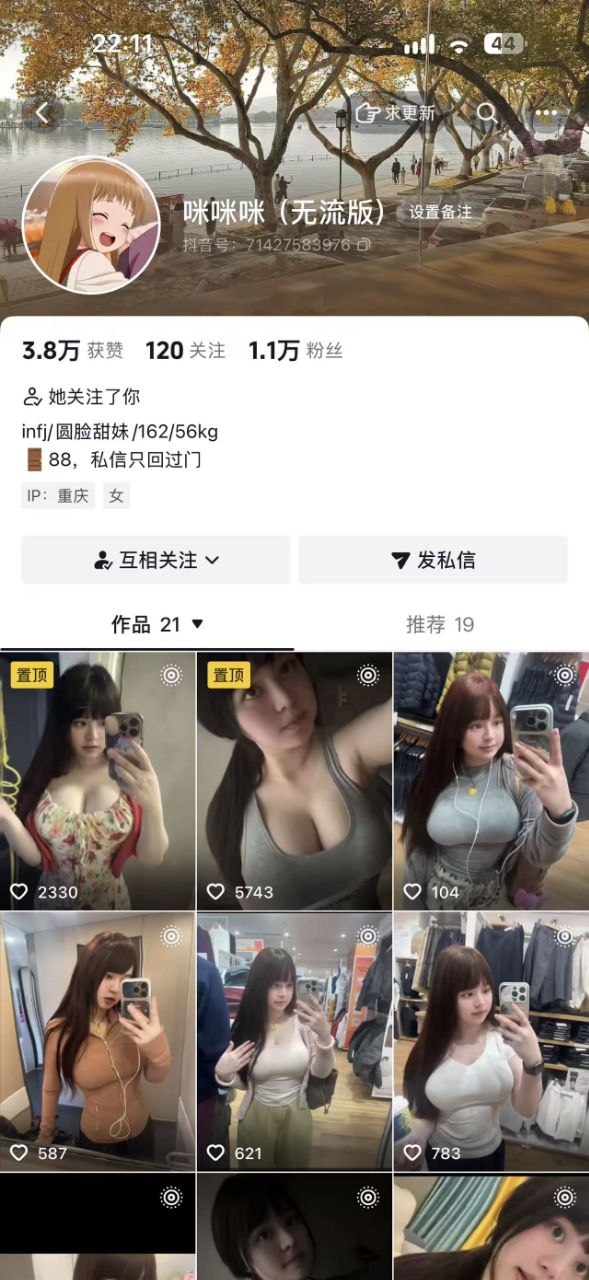 22:11
44
求更新
咪咪咪（无流版）
设置备注
抖音号：71427583976
3.8万 获赞 120 关注 1.1万 粉丝
她关注了你
infj/圆脸甜妹/162/56kg
🚪88，私信只回过门
IP：重庆 女
互相关注
发私信
作品 21
推荐 19
置顶
置顶
2330
5743
104
587
621
783